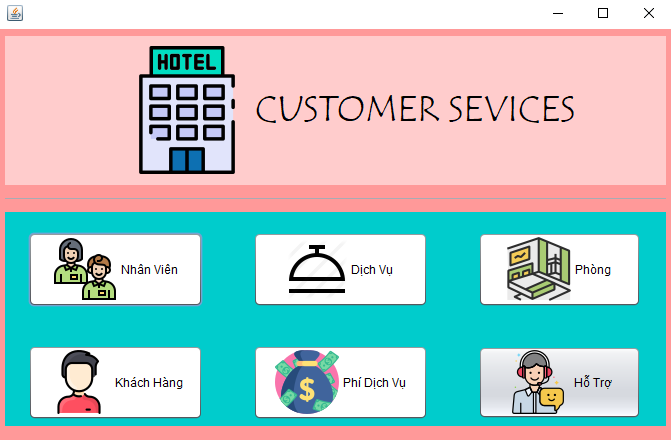 HOTEL
CUSTOMER SEVICES
Nhân Viên
Dịch Vụ
Phòng
Khách Hàng
$
Phí Dịch Vụ
Hỗ Trợ